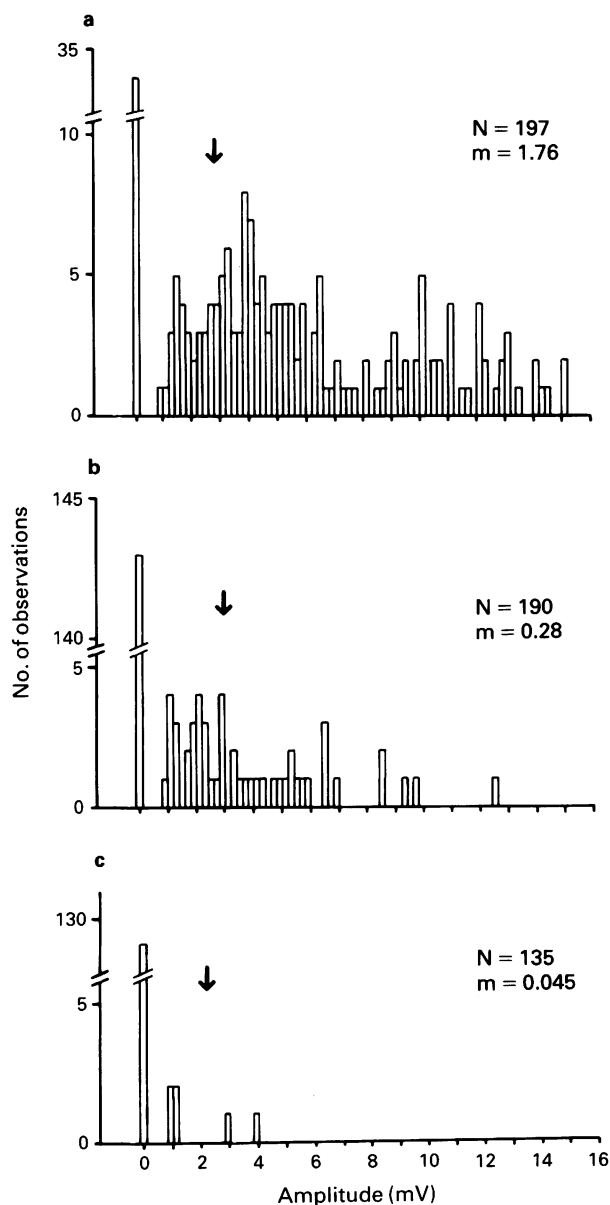 a
35
10
5
0
N = 197
m = 1.76
b
145
140
5
0
N = 190
m = 0.28
No. of observations
c
130
5
0
N = 135
m = 0.045
0 2 4 6 8 10 12 14 16
Amplitude (mV)